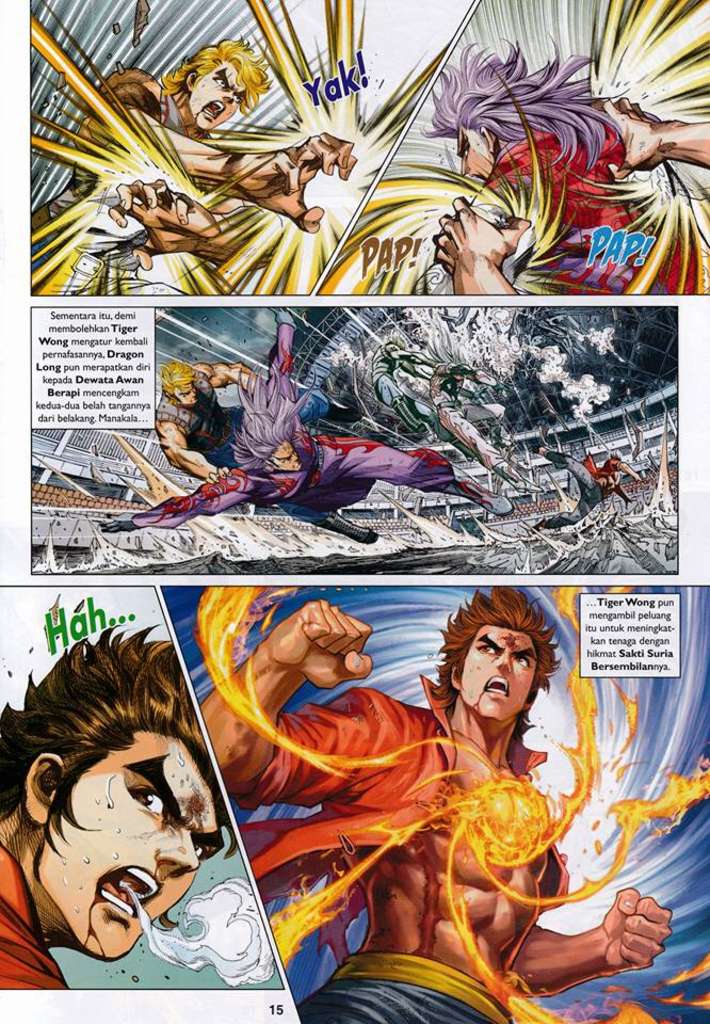 Yak!
PAP!
PAP!
Sementara itu, demi
membolehkan Tiger
Wong mengatur kembali
pernafasannya, Dragon
Long pun merapatkan diri
kepada Dewata Awan
Berapi mencengkam
kedua-dua belah tangannya
dari belakang. Manakala...
Hah...
...Tiger Wong pun
mengambil peluang
itu untuk meningkat-
kan tenaga dengan
hikmat Sakti Suria
Bersembilannya.
15